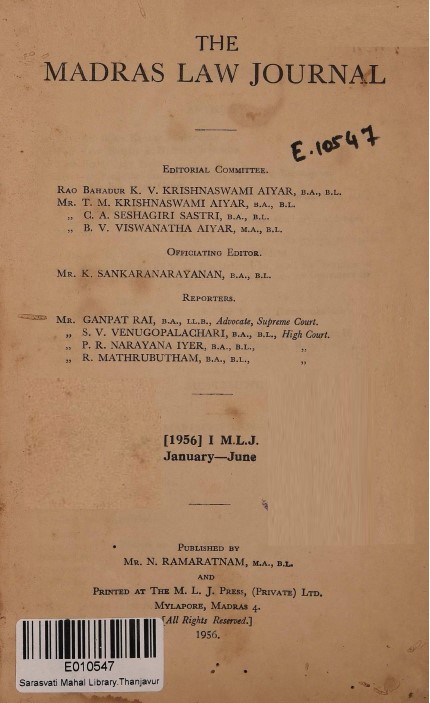 THE
MADRAS LAW JOURNAL
E.10547
EDITORIAL COMMITTEE.
RAO BAHADUR K. V. KRISHNASWAMI AIYAR, B.A., B.L.
MR. T. M. KRISHNASWAMI AIYAR, B.A., B.L.
„ C. A. SESHAGIRI SASTRI, B.A., B.L.
„ B. V. VISWANATHA AIYAR, M.A., B.L.
OFFICIATING EDITOR.
MR. K. SANKARANARAYANAN, B.A., B.L.
REPORTERS.
MR. GANPAT RAI, B.A., LL.B., Advocate, Supreme Court.
„ S. V. VENUGOPALACHARI, B.A., B.L., High Court.
„ P. R. NARAYANA IYER, B.A., B.L., „
„ R. MATHRUBUTHAM, B.A., B.L., „
[1956] I M.L.J.
January—June
PUBLISHED BY
MR. N. RAMARATNAM, M.A., B.L.
AND
PRINTED AT THE M. L. J. PRESS, (PRIVATE) LTD.
MYLAPORE, MADRAS 4.
[All Rights Reserved.]
1956.
E010547
Sarasvati Mahal Library,Thanjavur